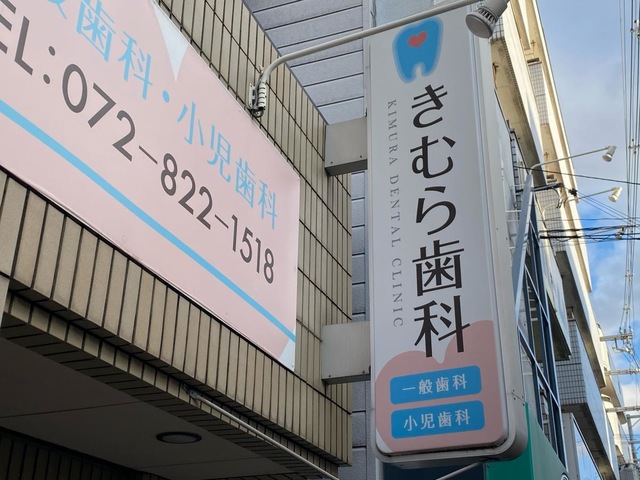 般歯科・小児歯科
EL:072-822-1518
きむら歯科
KIMURA DENTAL CLINIC
一般歯科
小児歯科